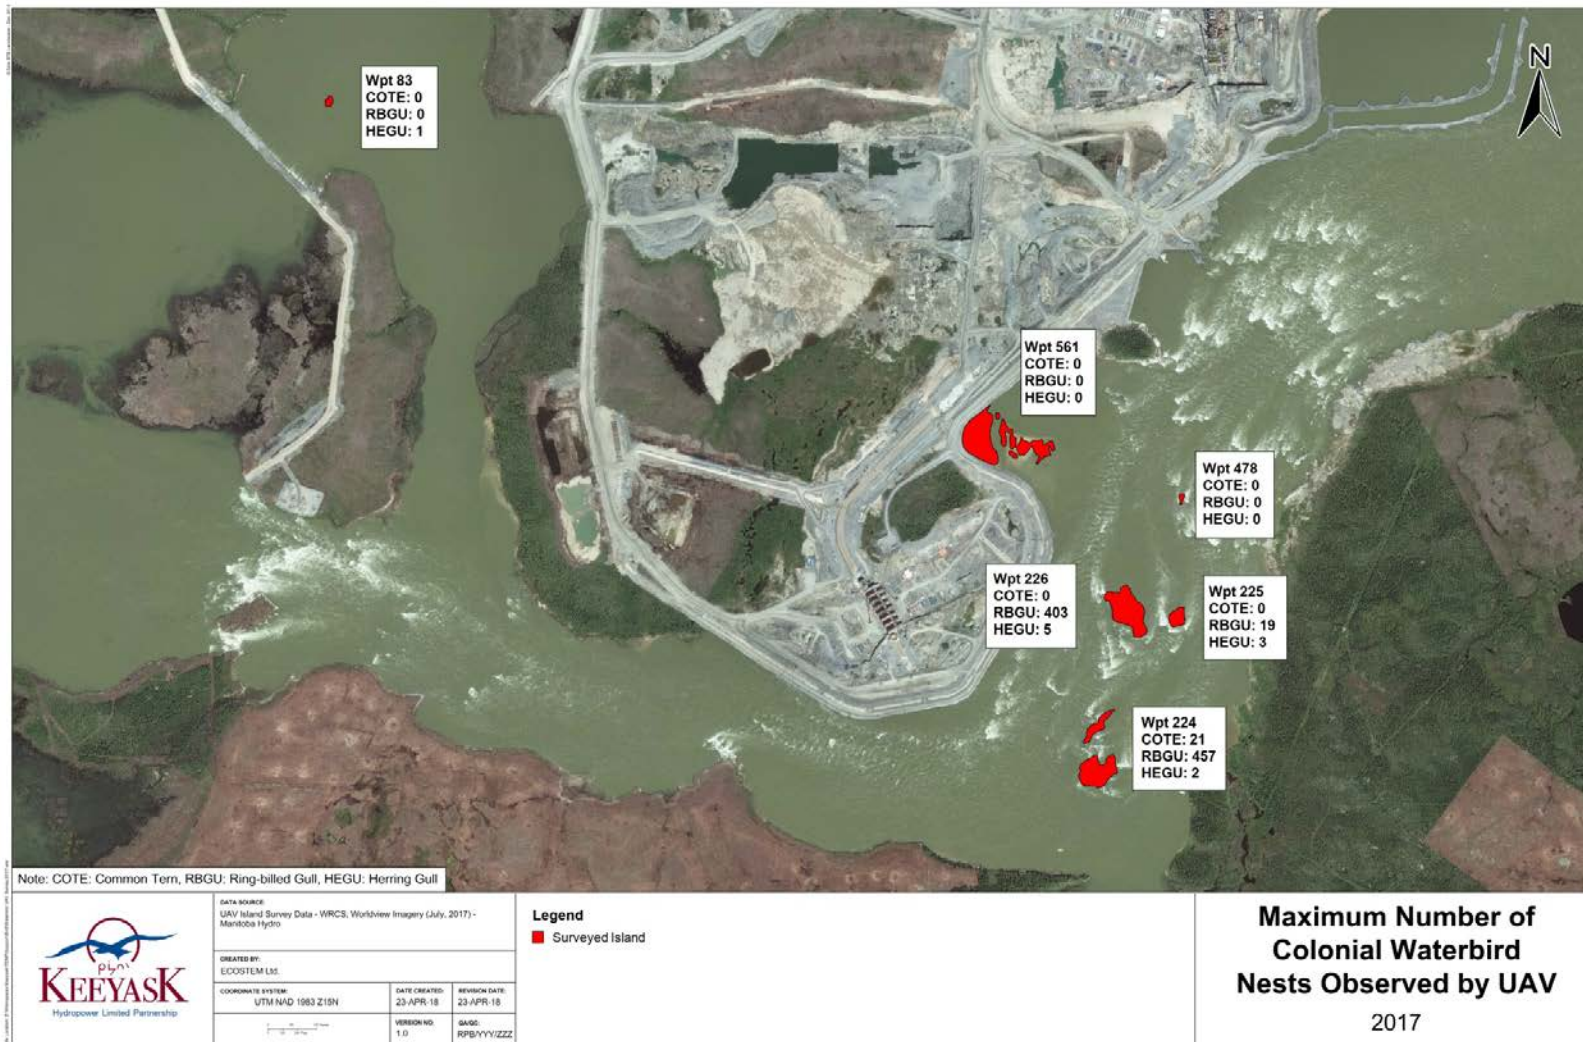 N
Wpt 83
COTE: 0
RBGU: 0
HEGU: 1
Wpt 561
COTE: 0
RBGU: 0
HEGU: 0
Wpt 478
COTE: 0
RBGU: 0
HEGU: 0
Wpt 226
COTE: 0
RBGU: 403
HEGU: 5
Wpt 225
COTE: 0
RBGU: 19
HEGU: 3
Wpt 224
COTE: 21
RBGU: 457
HEGU: 2
Note: COTE: Common Tern, RBGU: Ring-billed Gull, HEGU: Herring Gull
KEEYASK
Hydropower Limited Partnership
DATA SOURCE:
UAV Island Survey Data - WRCS, Worldview Imagery (July, 2017) -
Manitoba Hydro
CREATED BY:
ECOSTEM Ltd.
COORDINATE SYSTEM:
UTM NAD 1983 Z15N
DATE CREATED:
23-APR-18
REVISION DATE:
23-APR-18
VERSION NO:
1.0
QA/QC:
RPB/YYY/ZZZ
Legend
Surveyed Island
Maximum Number of
Colonial Waterbird
Nests Observed by UAV
2017